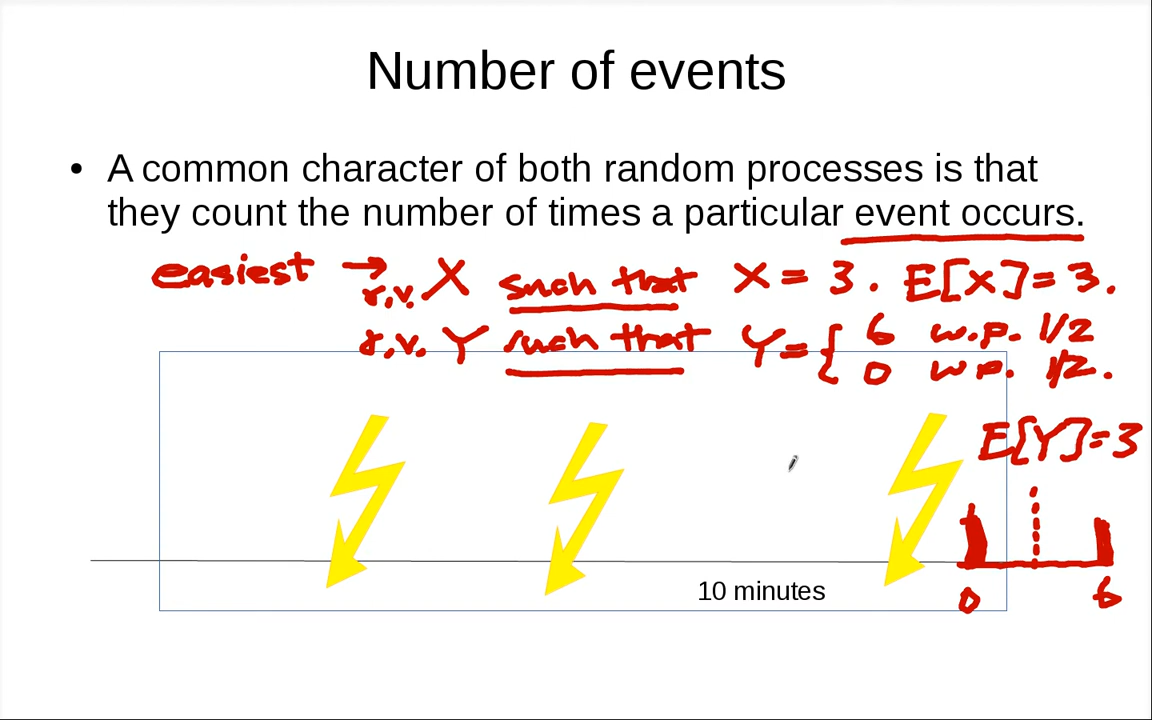 Number of events
• A common character of both random processes is that
they count the number of times a particular event occurs.
easiest → r.v. X such that X = 3. E[X]=3.
r.v. Y such that Y = { 6 w.p. 1/2
0 w.p. 1/2.
E[Y]=3
10 minutes
0 6